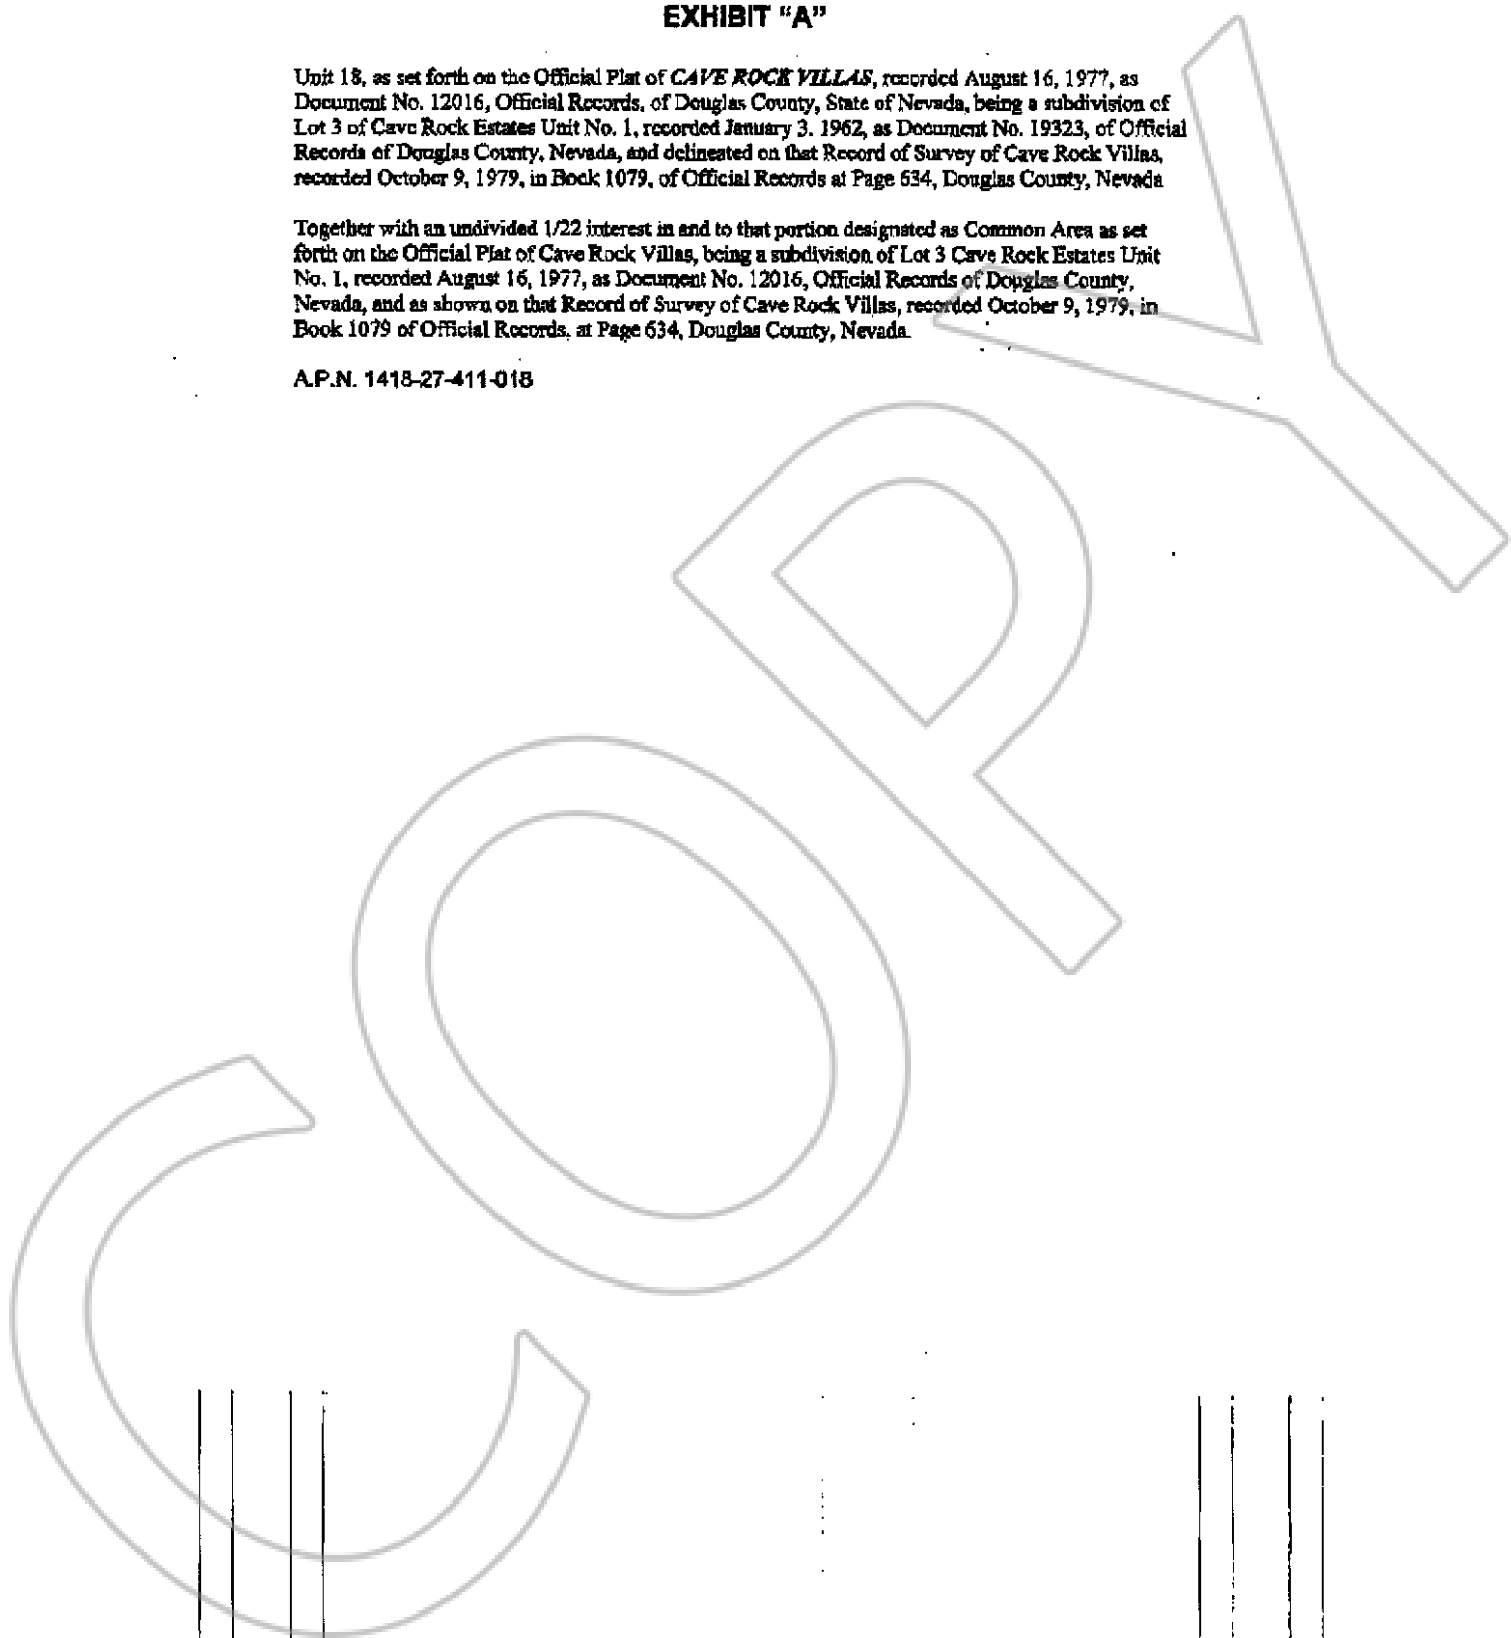 EXHIBIT "A"
Unit 18, as set forth on the Official Plat of CAVE ROCK VILLAS, recorded August 16, 1977, as
Document No. 12016, Official Records, of Douglas County, State of Nevada, being a subdivision of
Lot 3 of Cave Rock Estates Unit No. 1, recorded January 3, 1962, as Document No. 19323, of Official
Records of Douglas County, Nevada, and delineated on that Record of Survey of Cave Rock Villas,
recorded October 9, 1979, in Book 1079, of Official Records at Page 634, Douglas County, Nevada
Together with an undivided 1/22 interest in and to that portion designated as Common Area as set
forth on the Official Plat of Cave Rock Villas, being a subdivision of Lot 3 Cave Rock Estates Unit
No. 1, recorded August 16, 1977, as Document No. 12016, Official Records of Douglas County,
Nevada, and as shown on that Record of Survey of Cave Rock Villas, recorded October 9, 1979, in
Book 1079 of Official Records, at Page 634, Douglas County, Nevada.
A.P.N. 1418-27-411-018
COPY